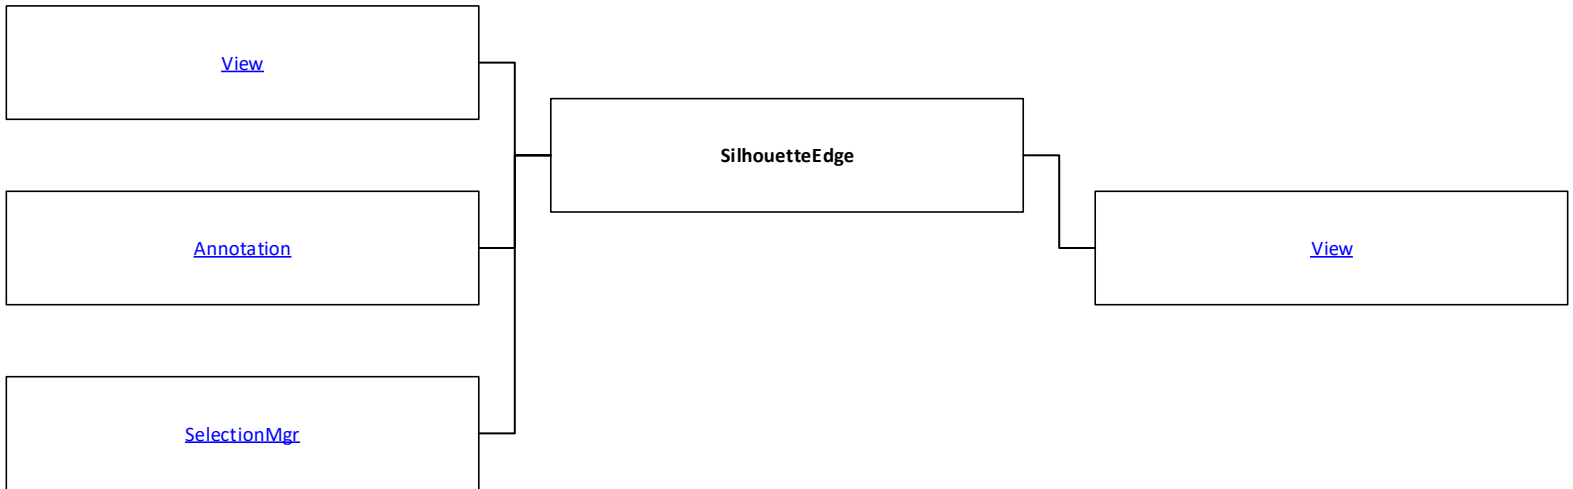 View
SilhouetteEdge
Annotation
View
SelectionMgr